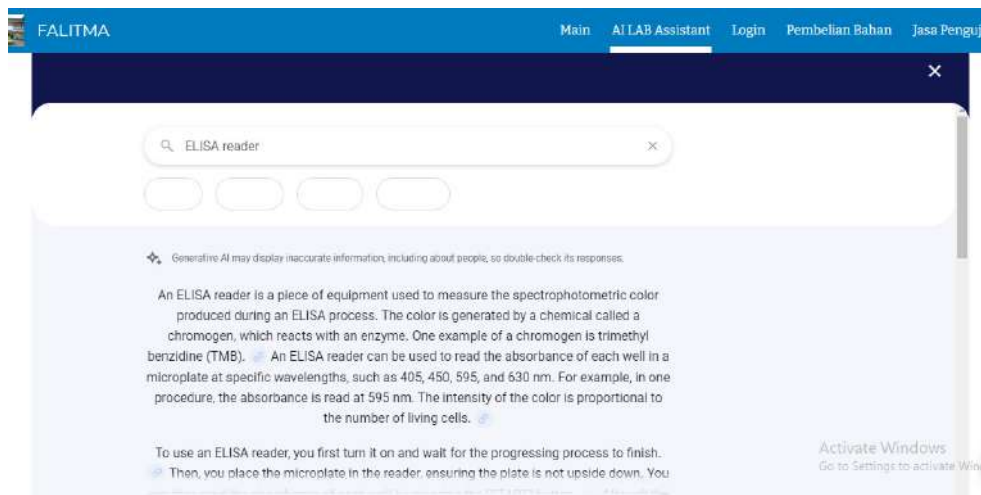 FALITMA
Main AI LAB Assistant Login Pembelian Bahan Jasa Penguj
ELISA reader
Generative AI may display inaccurate information, including about people, so double-check its responses.
An ELISA reader is a piece of equipment used to measure the spectrophotometric color
produced during an ELISA process. The color is generated by a chemical called a
chromogen, which reacts with an enzyme. One example of a chromogen is trimethyl
benzidine (TMB). An ELISA reader can be used to read the absorbance of each well in a
microplate at specific wavelengths, such as 405, 450, 595, and 630 nm. For example, in one
procedure, the absorbance is read at 595 nm. The intensity of the color is proportional to
the number of living cells.
To use an ELISA reader, you first turn it on and wait for the progressing process to finish.
Then, you place the microplate in the reader, ensuring the plate is not upside down. You
Activate Windows
Go to Settings to activate Win